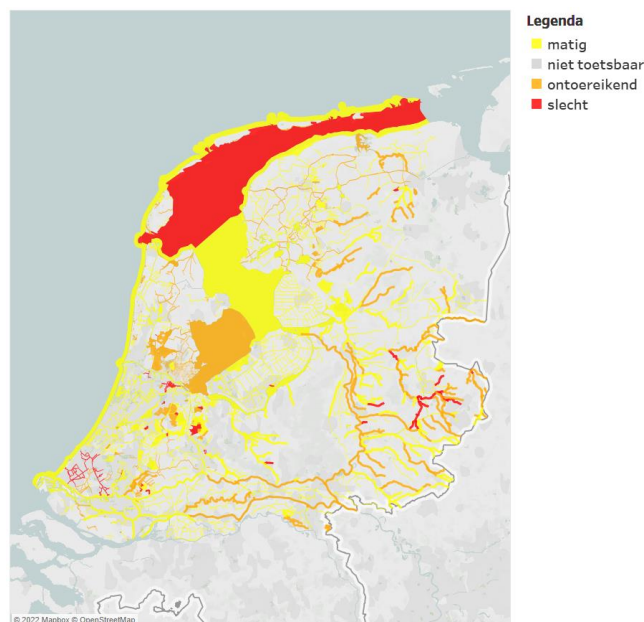 Legenda
matig
niet toetsbaar
ontoereikend
slecht
© 2022 Mapbox © OpenStreetMap